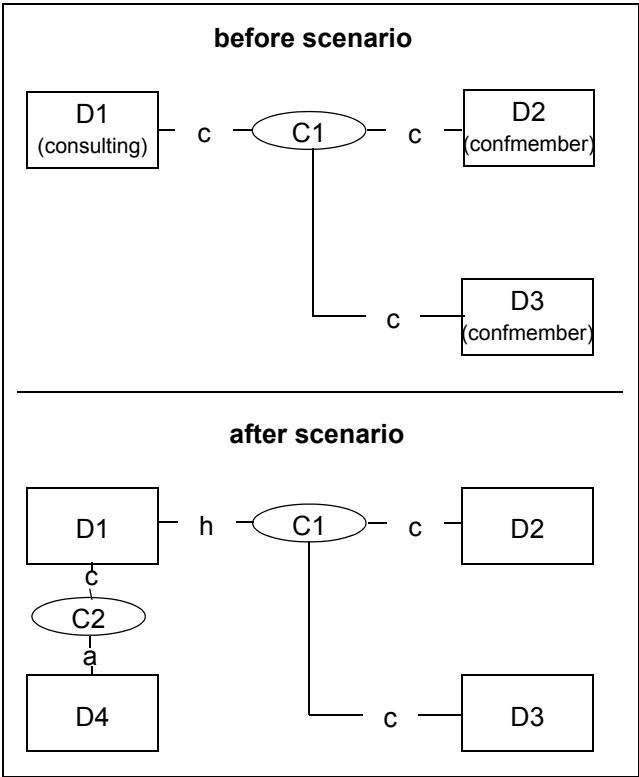 before scenario
D1
(consulting)
c
C1
c
D2
(confmember)
c
D3
(confmember)
after scenario
D1
h
C1
c
D2
c
C2
a
D4
c
D3